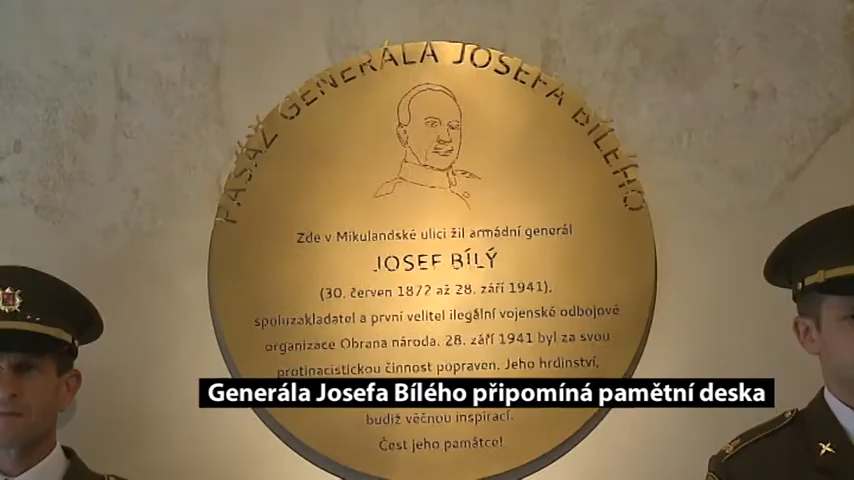 PASÁŽ GENERÁLA JOSEFA BÍLÉHO
Zde v Mikulandské ulici žil armádní generál
JOSEF BÍLÝ
(30. červen 1872 až 28. září 1941),
spoluzakladatel a první velitel ilegální vojenské odbojové
organizace Obrana národa. 28. září 1941 byl za svou
protinacistickou činnost popraven. Jeho hrdinství,
Generála Josefa Bílého připomíná pamětní deska
budiž věčnou inspirací.
Čest jeho památce!